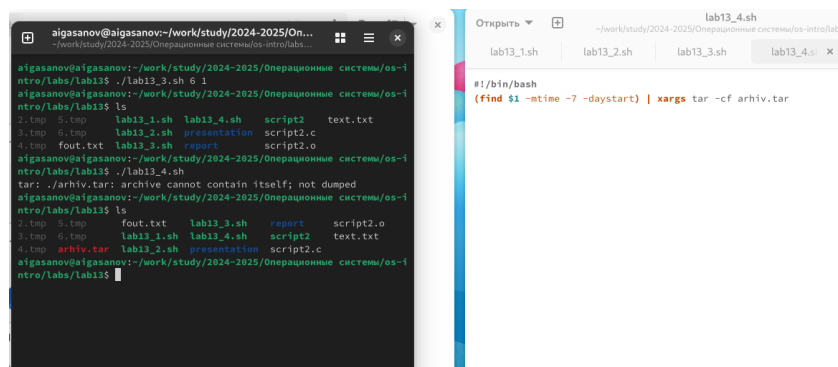 aigasanov@aigasanov:~/work/study/2024-2025/Оп...
~/work/study/2024-2025/Операционные системы/os-intro/labs...
aigasanov@aigasanov:~/work/study/2024-2025/Операционные системы/os-i
ntro/labs/lab13$ ./lab13_3.sh 6 1
aigasanov@aigasanov:~/work/study/2024-2025/Операционные системы/os-i
ntro/labs/lab13$ ls
2.tmp 5.tmp lab13_1.sh lab13_4.sh script2 text.txt
3.tmp 6.tmp lab13_2.sh presentation script2.c
4.tmp fout.txt lab13_3.sh report script2.o
aigasanov@aigasanov:~/work/study/2024-2025/Операционные системы/os-i
ntro/labs/lab13$ ./lab13_4.sh
tar: ./arhiv.tar: archive cannot contain itself; not dumped
aigasanov@aigasanov:~/work/study/2024-2025/Операционные системы/os-i
ntro/labs/lab13$ ls
2.tmp 5.tmp fout.txt lab13_3.sh report script2.o
3.tmp 6.tmp lab13_1.sh lab13_4.sh script2 text.txt
4.tmp arhiv.tar lab13_2.sh presentation script2.c
aigasanov@aigasanov:~/work/study/2024-2025/Операционные системы/os-i
ntro/labs/lab13$
Открыть
lab13_4.sh
~/work/study/2024-2025/Операционные системы/os-intro/lab
lab13_1.sh lab13_2.sh lab13_3.sh lab13_4.sl
#!/bin/bash
(find $1 -mtime -7 -daystart) | xargs tar -cf arhiv.tar